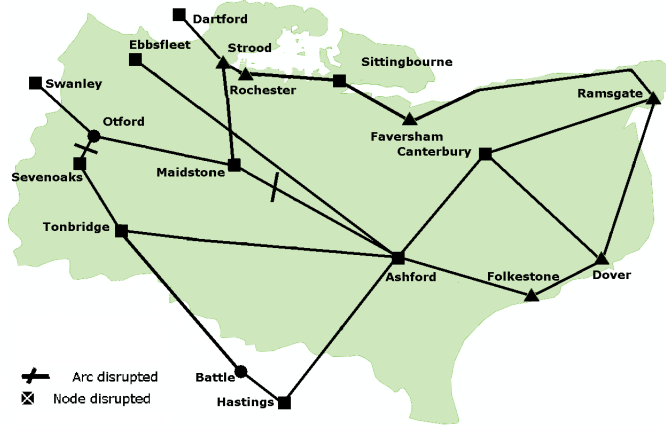 Dartford
Ebbsfleet
Strood
Sittingbourne
Swanley
Rochester
Ramsgate
Otford
Faversham
Canterbury
Maidstone
Sevenoaks
Tonbridge
Ashford
Folkestone
Dover
Arc disrupted
Battle
Node disrupted
Hastings